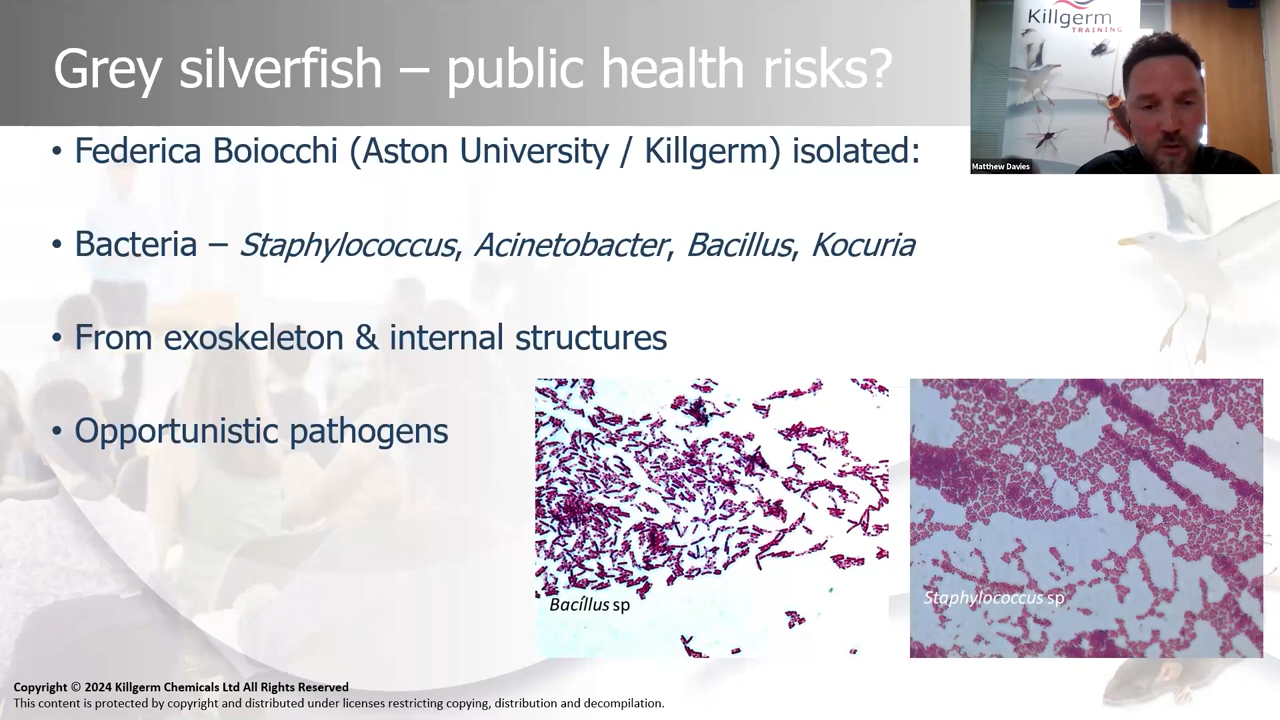 Grey silverfish – public health risks?
Killgerm
TRAINING
Matthew Davies
• Federica Boiocchi (Aston University / Killgerm) isolated:
• Bacteria – Staphylococcus, Acinetobacter, Bacillus, Kocuria
• From exoskeleton & internal structures
• Opportunistic pathogens
Bacillus sp
Staphylococcus sp
Copyright © 2024 Killgerm Chemicals Ltd All Rights Reserved
This content is protected by copyright and distributed under licenses restricting copying, distribution and decompilation.